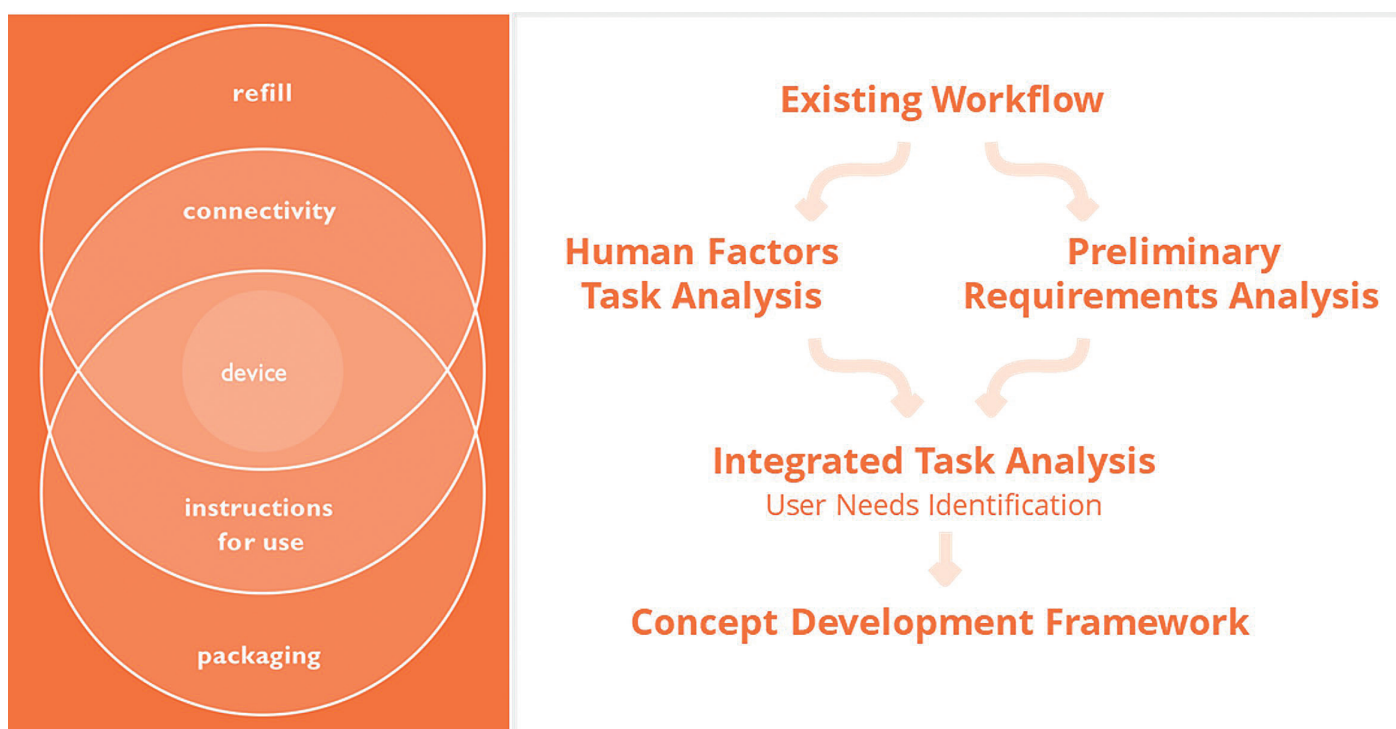 refill
connectivity
device
instructions
for use
packaging
Existing Workflow
Human Factors
Task Analysis
Preliminary
Requirements Analysis
Integrated Task Analysis
User Needs Identification
Concept Development Framework